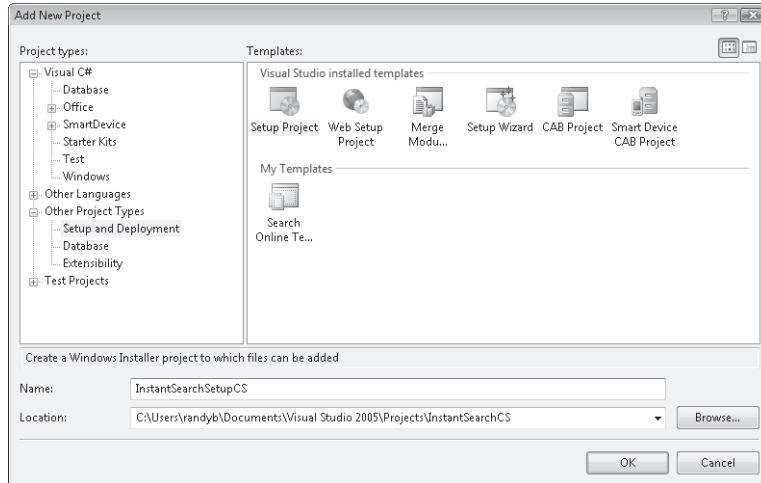 Add New Project
Project types:
Templates:
Visual C#
Database
Office
SmartDevice
Starter Kits
Test
Windows
Other Languages
Other Project Types
Setup and Deployment
Database
Extensibility
Test Projects
Visual Studio installed templates
Setup Project
Web Setup Project
Merge Modu...
Setup Wizard
CAB Project
Smart Device CAB Project
My Templates
Search Online Te...
Create a Windows Installer project to which files can be added
Name:
InstantSearchSetupCS
Location:
C:\Users\randyb\Documents\Visual Studio 2005\Projects\InstantSearchCS
Browse...
OK
Cancel